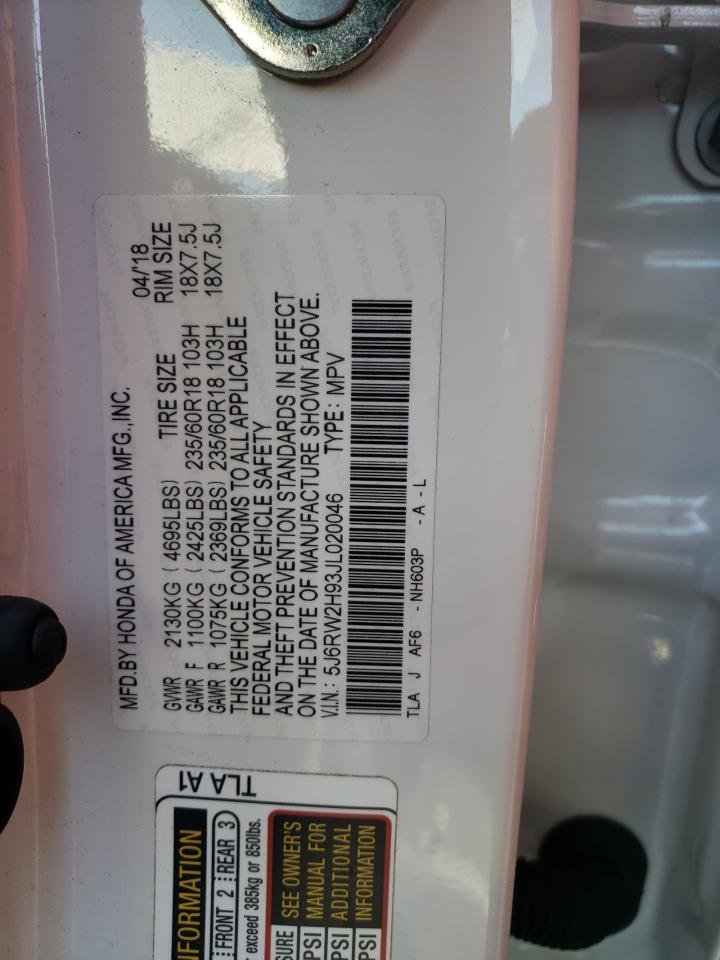 MFD.BY HONDA OF AMERICA MFG.,INC. 04/'18
GVWR 2130KG ( 4695LBS) TIRE SIZE RIM SIZE
GAWR F 1100KG ( 2425LBS) 235/60R18 103H 18X7.5J
GAWR R 1075KG ( 2369LBS) 235/60R18 103H 18X7.5J
THIS VEHICLE CONFORMS TO ALL APPLICABLE
FEDERAL MOTOR VEHICLE SAFETY
AND THEFT PREVENTION STANDARDS IN EFFECT
ON THE DATE OF MANUFACTURE SHOWN ABOVE.
V.I.N.: 5J6RW2H93JL020046 TYPE: MPV
TLA J AF6 - NH603P - A - L
TLA A1
FRONT 2 REAR 3
exceed 385kg or 850lbs.
SEE OWNER'S
PSI MANUAL FOR
PSI ADDITIONAL
PSI INFORMATION